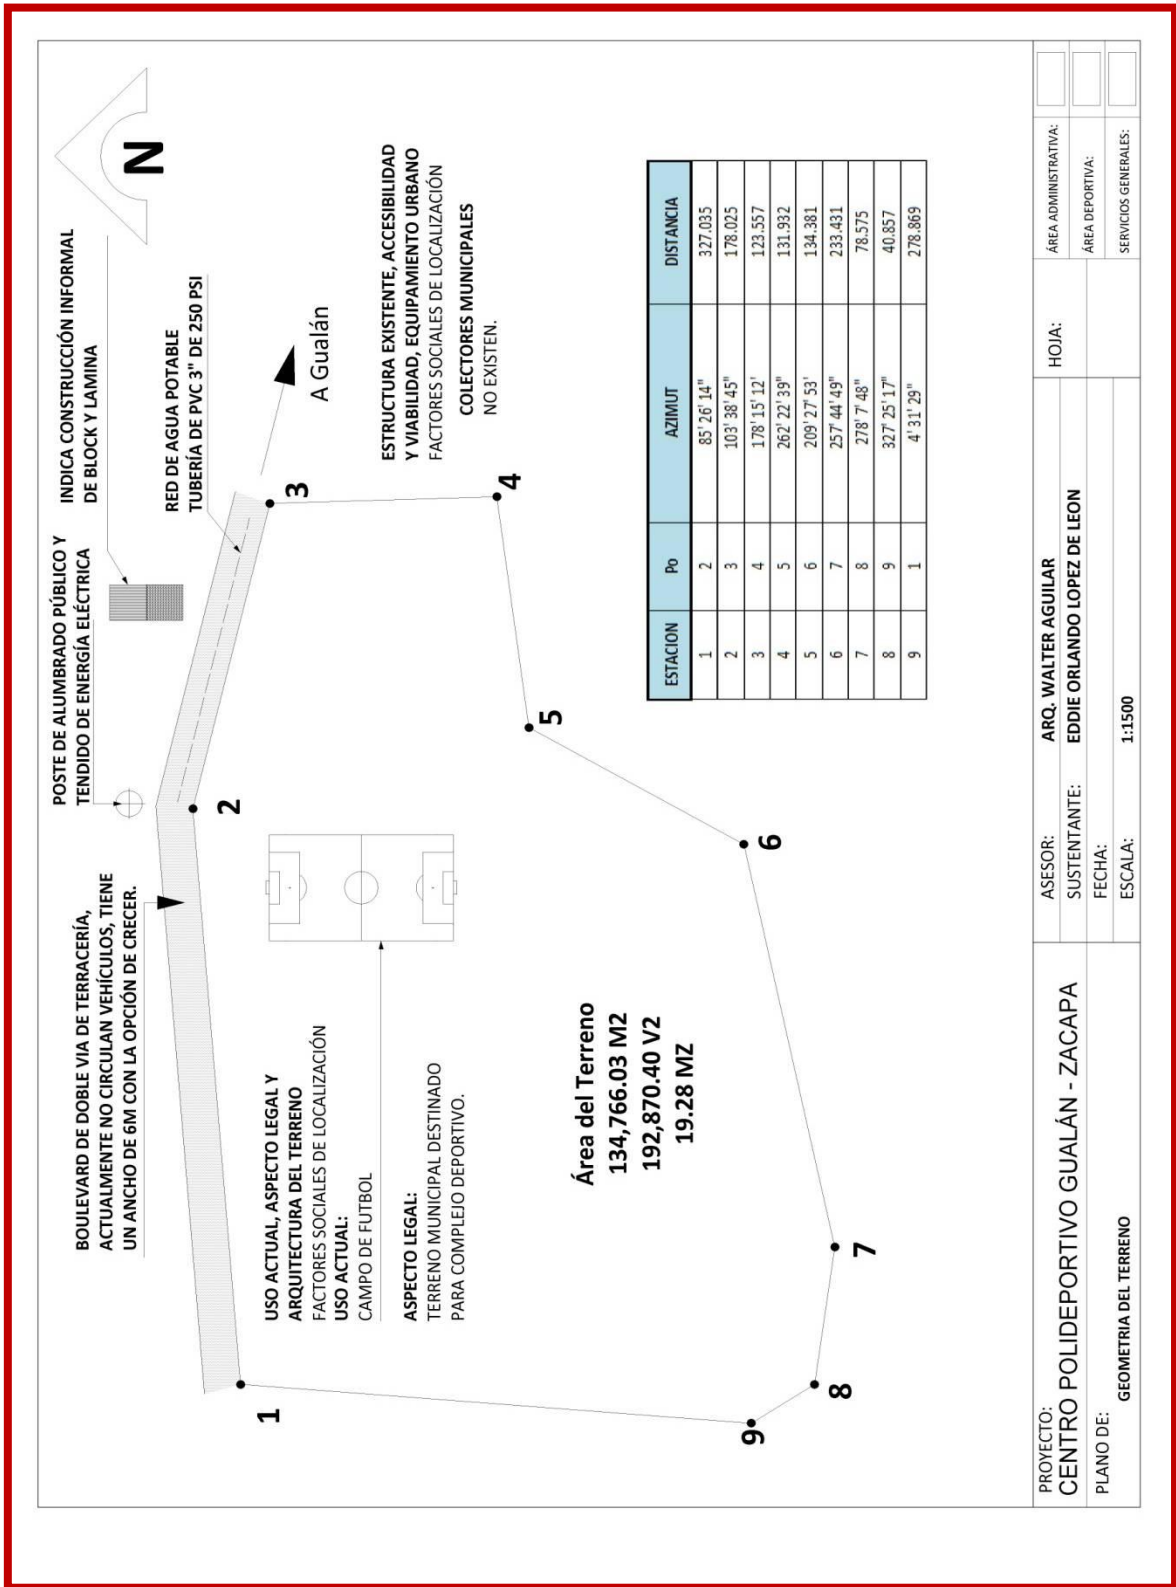 BOULEVARD DE DOBLE VIA DE TERRACERÍA,
ACTUALMENTE NO CIRCULAN VEHÍCULOS, TIENE
UN ANCHO DE 6M CON LA OPCIÓN DE CRECER.
POSTE DE ALUMBRADO PÚBLICO Y
TENDIDO DE ENERGÍA ELÉCTRICA
INDICA CONSTRUCCIÓN INFORMAL
DE BLOCK Y LAMINA
N
RED DE AGUA POTABLE
TUBERÍA DE PVC 3" DE 250 PSI
A Gualán
1
2
3
4
5
6
7
8
9
USO ACTUAL, ASPECTO LEGAL Y
ARQUITECTURA DEL TERRENO
FACTORES SOCIALES DE LOCALIZACIÓN
USO ACTUAL:
CAMPO DE FUTBOL
ASPECTO LEGAL:
TERRENO MUNICIPAL DESTINADO
PARA COMPLEJO DEPORTIVO.
ESTRUCTURA EXISTENTE, ACCESIBILIDAD
Y VIABILIDAD, EQUIPAMIENTO URBANO
FACTORES SOCIALES DE LOCALIZACIÓN
COLECTORES MUNICIPALES
NO EXISTEN.
Área del Terreno
134,766.03 M2
192,870.40 V2
19.28 MZ
ESTACION Po AZIMUT DISTANCIA
1 2 85' 26' 14" 327.035
2 3 103' 38' 45" 178.025
3 4 178' 15' 12' 123.557
4 5 262' 22' 39" 131.932
5 6 209' 27' 53' 134.381
6 7 257' 44' 49" 233.431
7 8 278' 7' 48" 78.575
8 9 327' 25' 17" 40.857
9 1 4' 31' 29" 278.869
PROYECTO:
CENTRO POLIDEPORTIVO GUALÁN - ZACAPA
PLANO DE:
GEOMETRIA DEL TERRENO
ASESOR: ARQ. WALTER AGUILAR
SUSTENTANTE: EDDIE ORLANDO LOPEZ DE LEON
FECHA:
ESCALA: 1:1500
HOJA:
ÁREA ADMINISTRATIVA:
ÁREA DEPORTIVA:
SERVICIOS GENERALES: